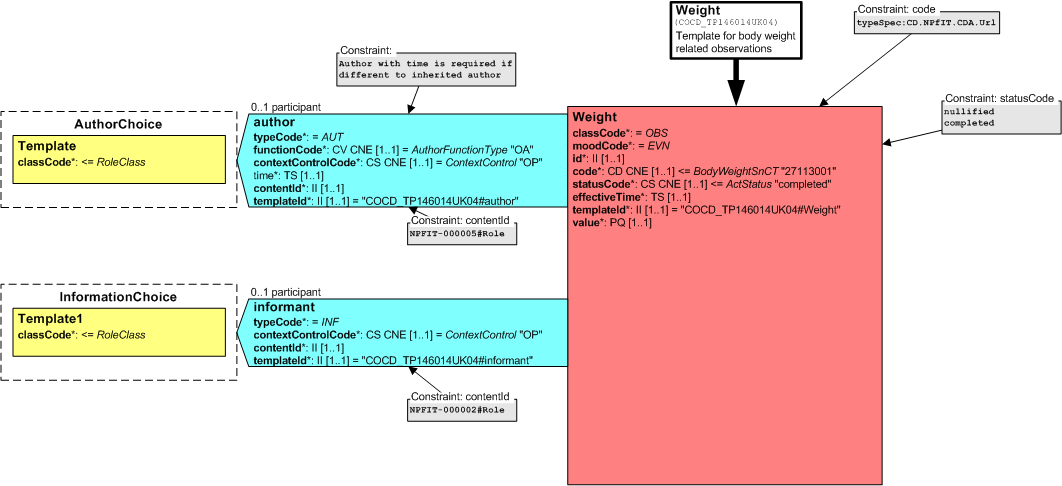 Weight
(COCD_TP146014UK04)
Template for body weight
related observations
Constraint: code
typeSpec:CD.NPfIT.CDA.Url
Constraint:
Author with time is required if
different to inherited author
Constraint: statusCode
nullified
completed
AuthorChoice
Template
classCode*: <= RoleClass
0..1 participant
author
typeCode*: = AUT
functionCode*: CV CNE [1..1] = AuthorFunctionType "OA"
contextControlCode*: CS CNE [1..1] = ContextControl "OP"
time*: TS [1..1]
contentId*: II [1..1]
templateId*: II [1..1] = "COCD_TP146014UK04#author"
Constraint: contentId
NPFIT-000005#Role
Weight
classCode*: = OBS
moodCode*: = EVN
id*: II [1..1]
code*: CD CNE [1..1] <= BodyWeightSnCT "27113001"
statusCode*: CS CNE [1..1] <= ActStatus "completed"
effectiveTime*: TS [1..1]
templateId*: II [1..1] = "COCD_TP146014UK04#Weight"
value*: PQ [1..1]
InformationChoice
Template1
classCode*: <= RoleClass
0..1 participant
informant
typeCode*: = INF
contextControlCode*: CS CNE [1..1] = ContextControl "OP"
contentId*: II [1..1]
templateId*: II [1..1] = "COCD_TP146014UK04#informant"
Constraint: contentId
NPFIT-000002#Role